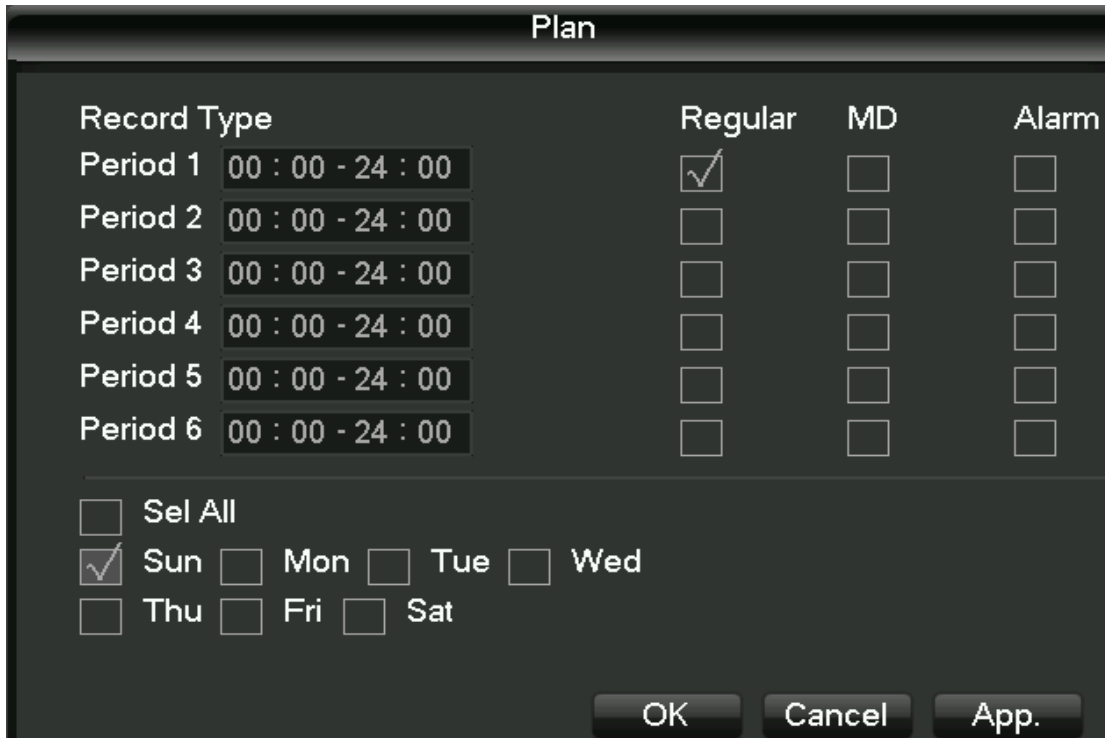 Plan
Record Type Regular MD Alarm
Period 1 00 : 00 - 24 : 00
Period 2 00 : 00 - 24 : 00
Period 3 00 : 00 - 24 : 00
Period 4 00 : 00 - 24 : 00
Period 5 00 : 00 - 24 : 00
Period 6 00 : 00 - 24 : 00
Sel All
Sun Mon Tue Wed
Thu Fri Sat
OK Cancel App.